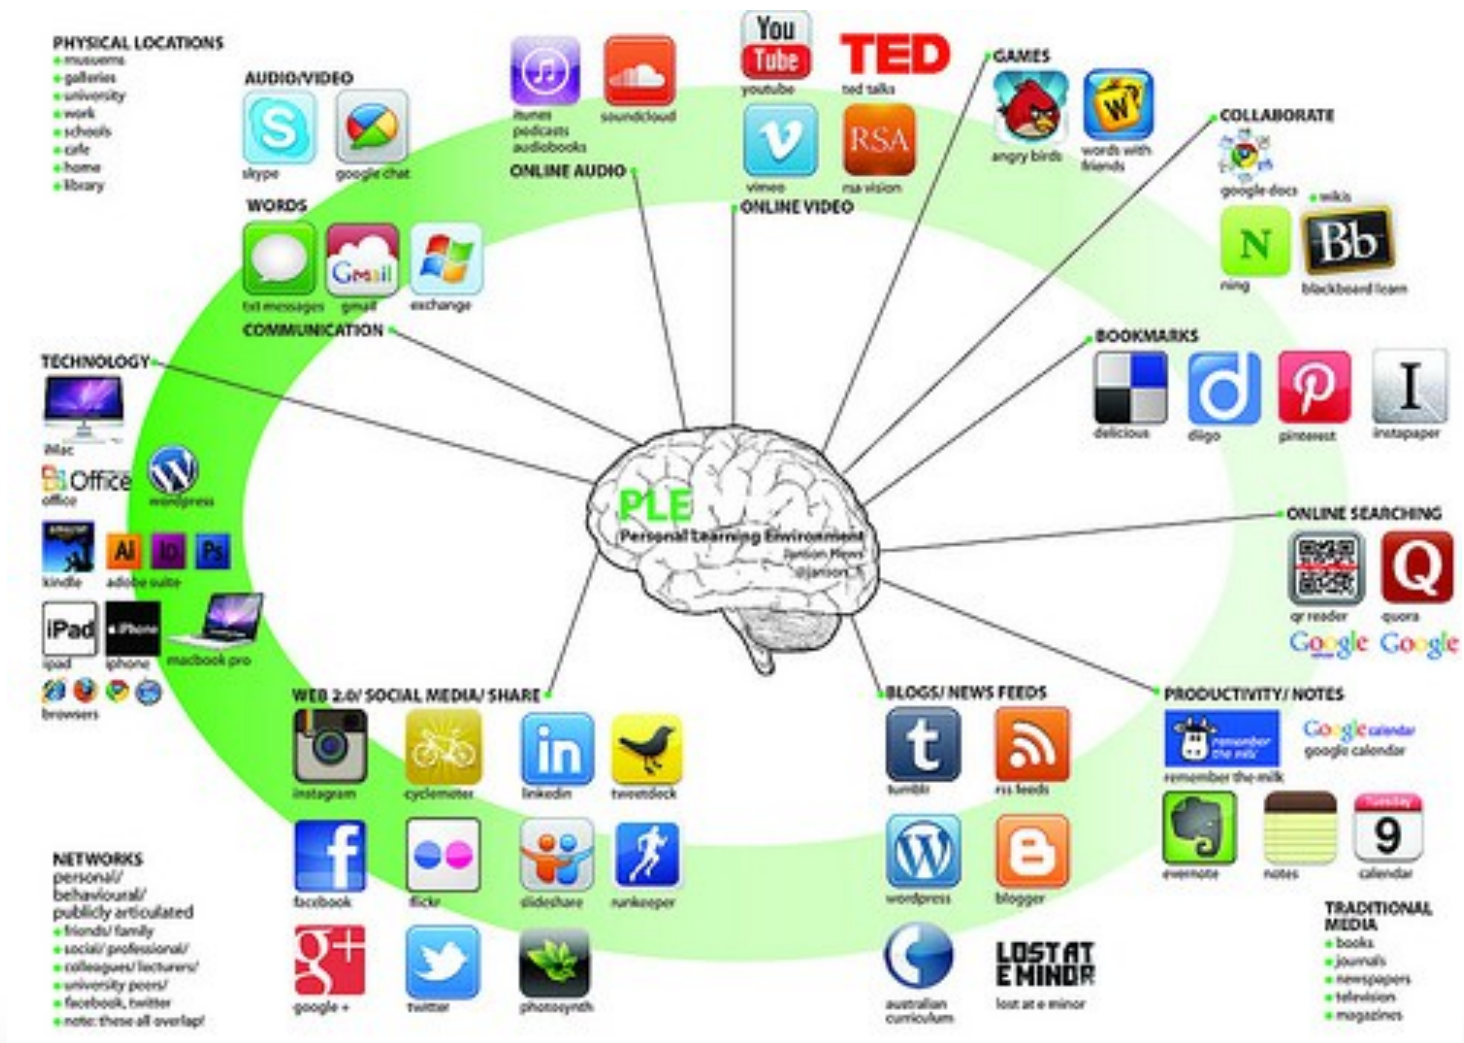 PHYSICAL LOCATIONS
musuems
galleries
university
work
schools
cafe
home
library
AUDIO/VIDEO
skype
google chat
WORDS
Gmail
txt messages
gmail
exchange
COMMUNICATION
itunes
podcasts
audiobooks
soundcloud
ONLINE AUDIO
You
Tube
youtube
TED
ted talks
vimeo
RSA
rsa vision
ONLINE VIDEO
GAMES
angry birds
W
words with
friends
COLLABORATE
google docs
wikis
N
ning
Bb
blackboard learn
BOOKMARKS
delicious
diigo
pinterest
I
instapaper
TECHNOLOGY
iMac
Office
office
wordpress
amazon
kindle
Ai
Id
Ps
adobe suite
iPad
ipad
iPhone
iphone
macbook pro
browsers
PLE
Personal Learning Environment
ONLINE SEARCHING
qr reader
Q
quora
Google
Google
WEB 2.0/ SOCIAL MEDIA/ SHARE
instagram
cyclemeter
in
linkedin
tweetdeck
f
facebook
flickr
slideshare
runkeeper
g+
google +
twitter
photosynth
BLOGS/ NEWS FEEDS
t
tumblr
rss feeds
wordpress
blogger
australian
curriculum
LOST AT
E MINOR
lost at e minor
PRODUCTIVITY/ NOTES
remember
the milk
remember the milk
Google calendar
google calendar
evernote
notes
Tuesday
9
calendar
NETWORKS
personal/
behavioural/
publicly articulated
friends/ family
social/ professional/
colleagues/ lecturers/
university peers/
facebook, twitter
note: these all overlap!
TRADITIONAL
MEDIA
books
journals
newspapers
television
magazines